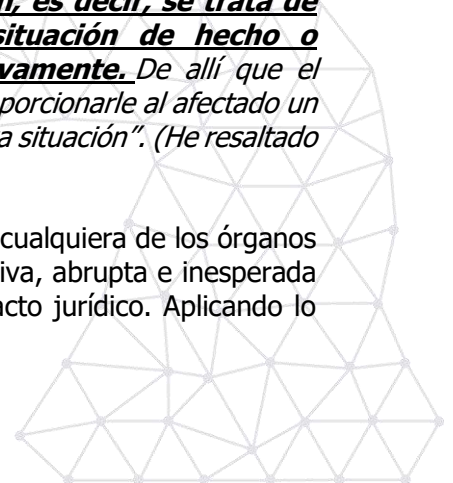 es decir, se trata de
situación de hecho o
vamente. De allí que el
porcionarle al afectado un
a situación”. (He resaltado
cualquiera de los órganos
iva, abrupta e inesperada
acto jurídico. Aplicando lo